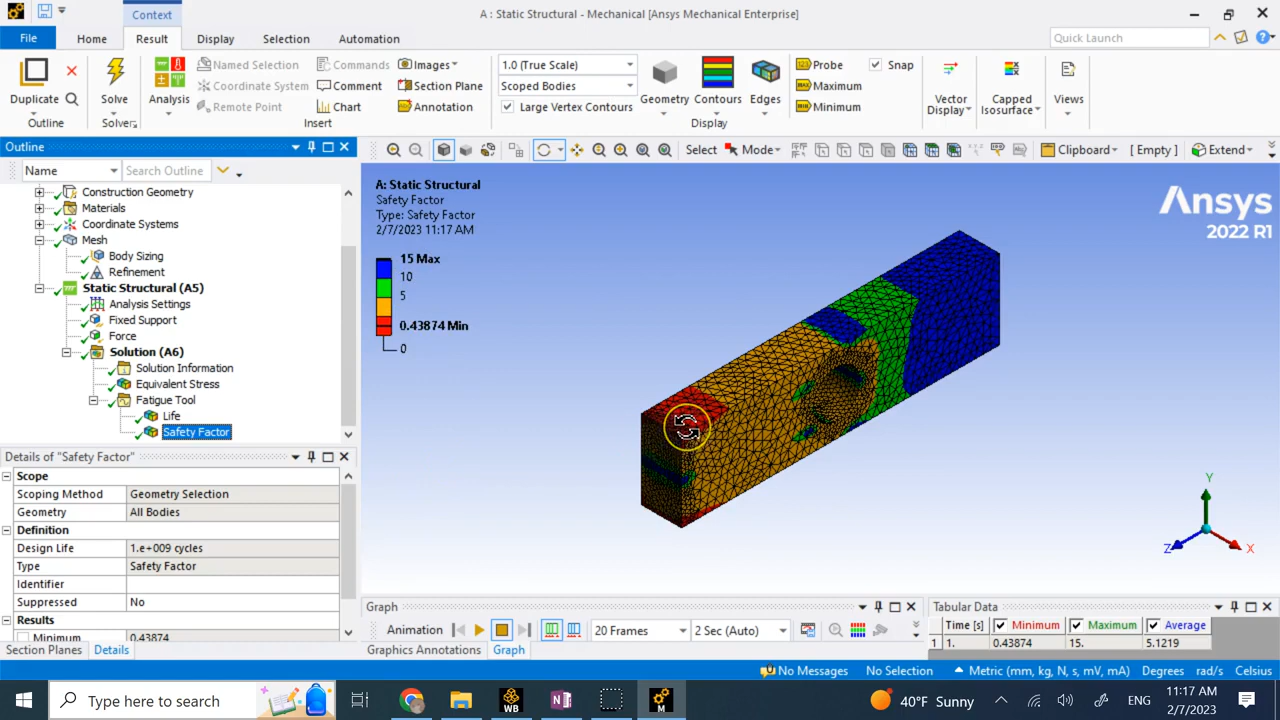 Context
A : Static Structural - Mechanical [Ansys Mechanical Enterprise]
File Home Result Display Selection Automation
Quick Launch
Duplicate
Outline
Solve
Solver
Analysis
Named Selection
Coordinate System
Remote Point
Commands
Comment
Chart
Images
Section Plane
Annotation
Insert
1.0 (True Scale)
Scoped Bodies
Large Vertex Contours
Geometry
Contours
Edges
Display
Probe
Snap
Maximum
Minimum
Vector
Display
Capped
Isosurface
Views
Outline
Select Mode Clipboard [ Empty ] Extend
Name Search Outline
Construction Geometry
Materials
Coordinate Systems
Mesh
Body Sizing
Refinement
Static Structural (A5)
Analysis Settings
Fixed Support
Force
Solution (A6)
Solution Information
Equivalent Stress
Fatigue Tool
Life
Safety Factor
A: Static Structural
Safety Factor
Type: Safety Factor
2/7/2023 11:17 AM
15 Max
10
5
0.43874 Min
0
Ansys
2022 R1
Y
Z
X
Details of "Safety Factor"
Scope
Scoping Method Geometry Selection
Geometry All Bodies
Definition
Design Life 1.e+009 cycles
Type Safety Factor
Identifier
Suppressed No
Results
Minimum 0.43874
Section Planes Details
Graph
Animation 20 Frames 2 Sec (Auto)
Graphics Annotations Graph
Tabular Data
Time [s] Minimum Maximum Average
1 1. 0.43874 15. 5.1219
No Messages No Selection Metric (mm, kg, N, s, mV, mA) Degrees rad/s Celsius
Type here to search
WB
M
40°F Sunny
ENG
11:17 AM
2/7/2023